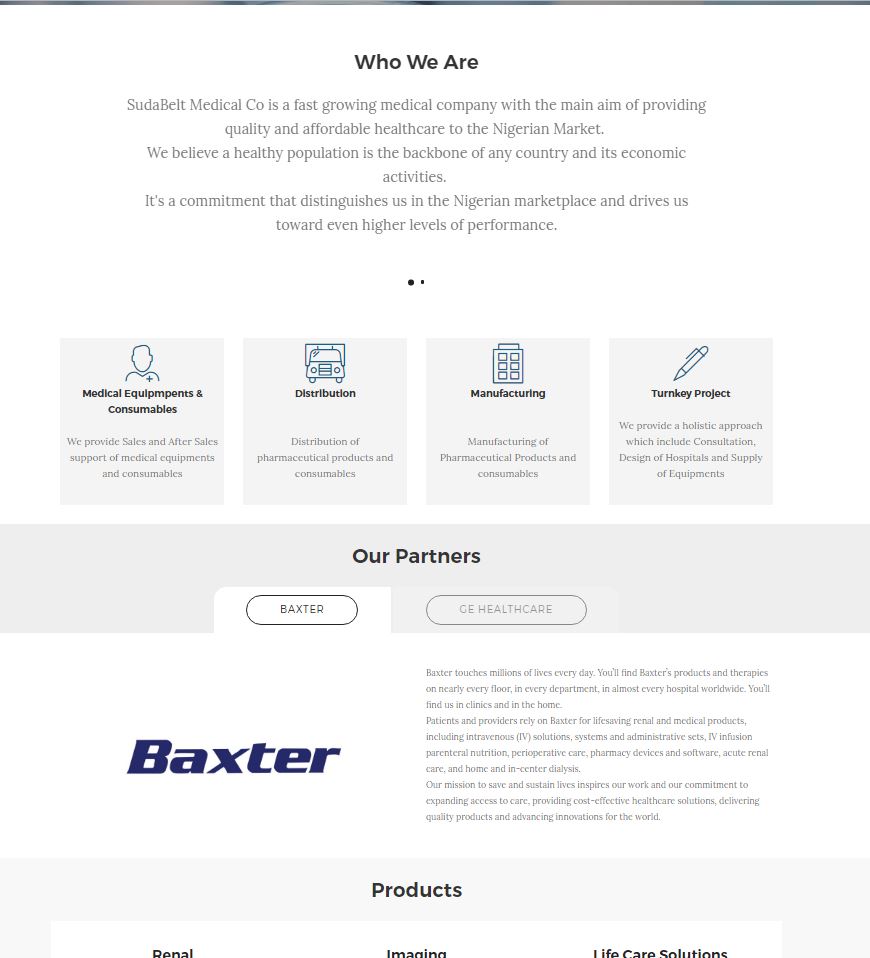 Who We Are
SudaBelt Medical Co is a fast growing medical company with the main aim of providing
quality and affordable healthcare to the Nigerian Market.
We believe a healthy population is the backbone of any country and its economic
activities.
It's a commitment that distinguishes us in the Nigerian marketplace and drives us
toward even higher levels of performance.
Medical Equipmpents &
Consumables
We provide Sales and After Sales
support of medical equipments
and consumables
Distribution
Distribution of
pharmaceutical products and
consumables
Manufacturing
Manufacturing of
Pharmaceutical Products and
consumables
Turnkey Project
We provide a holistic approach
which include Consultation,
Design of Hospitals and Supply
of Equipments
Our Partners
BAXTER
GE HEALTHCARE
Baxter
Baxter touches millions of lives every day. You'll find Baxter's products and therapies
on nearly every floor, in every department, in almost every hospital worldwide. You'll
find us in clinics and in the home.
Patients and providers rely on Baxter for lifesaving renal and medical products,
including intravenous (IV) solutions, systems and administrative sets, IV infusion
parenteral nutrition, perioperative care, pharmacy devices and software, acute renal
care, and home and in-center dialysis.
Our mission to save and sustain lives inspires our work and our commitment to
expanding access to care, providing cost-effective healthcare solutions, delivering
quality products and advancing innovations for the world.
Products
Renal
Imaging
Life Care Solutions